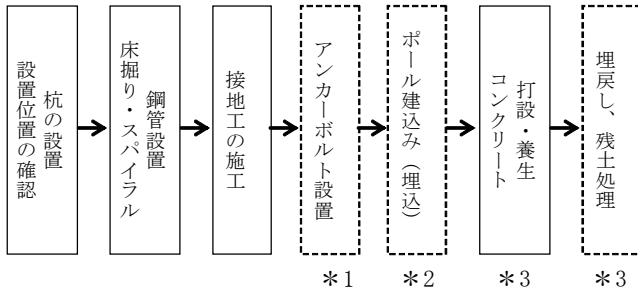 設置位置の確認
杭の設置
床掘り・スパイラル
鋼管設置
接地工の施工
アンカーボルト設置
ポール建込み（埋込）
コンクリート
打設・養生
埋戻し、残土処理
＊1
＊2
＊3
＊3